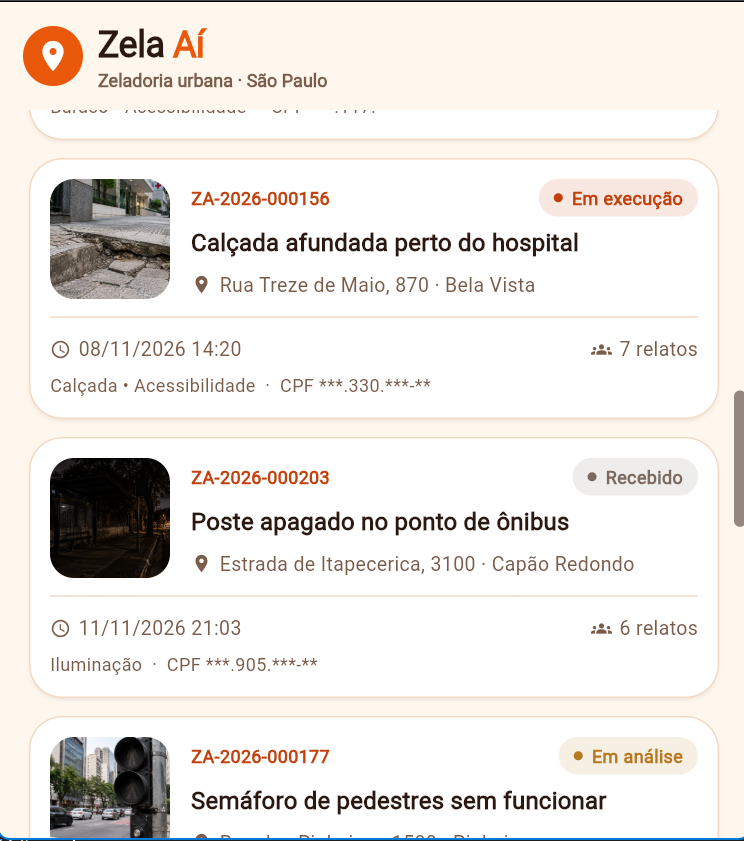 Zela Aí
Zeladoria urbana · São Paulo
ZA-2026-000156
Em execução
Calçada afundada perto do hospital
Rua Treze de Maio, 870 · Bela Vista
08/11/2026 14:20
7 relatos
Calçada • Acessibilidade · CPF ***.330.***-**
ZA-2026-000203
Recebido
Poste apagado no ponto de ônibus
Estrada de Itapecerica, 3100 · Capão Redondo
11/11/2026 21:03
6 relatos
Iluminação · CPF ***.905.***-**
ZA-2026-000177
Em análise
Semáforo de pedestres sem funcionar